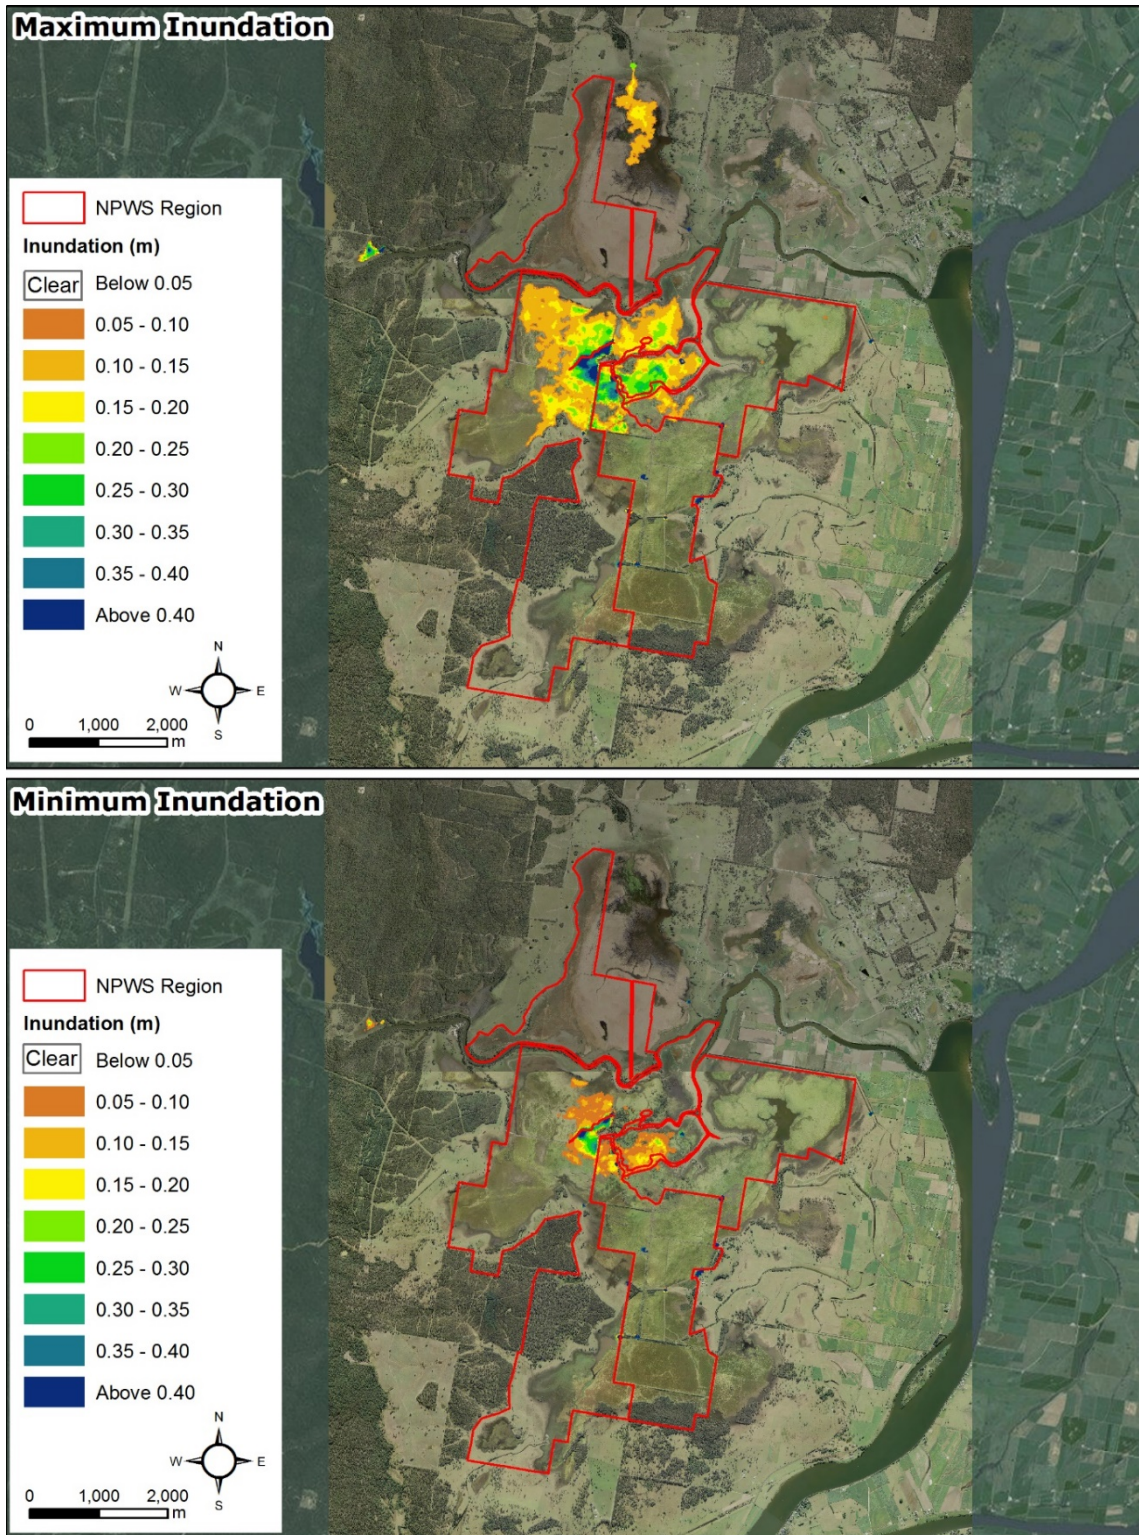 Maximum Inundation
NPWS Region
Inundation (m)
Clear Below 0.05
0.05 - 0.10
0.10 - 0.15
0.15 - 0.20
0.20 - 0.25
0.25 - 0.30
0.30 - 0.35
0.35 - 0.40
Above 0.40
N
W E
S
0 1,000 2,000
m
Minimum Inundation
NPWS Region
Inundation (m)
Clear Below 0.05
0.05 - 0.10
0.10 - 0.15
0.15 - 0.20
0.20 - 0.25
0.25 - 0.30
0.30 - 0.35
0.35 - 0.40
Above 0.40
N
W E
S
0 1,000 2,000
m